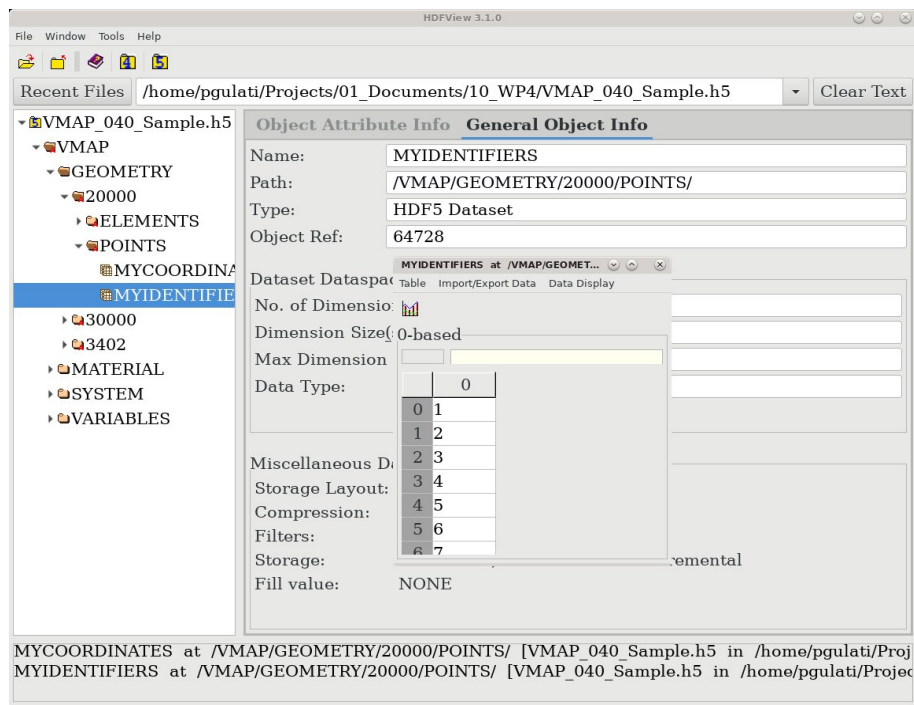 HDFView 3.1.0
File Window Tools Help
Recent Files /home/pgulati/Projects/01_Documents/10_WP4/VMAP_040_Sample.h5 Clear Text
VMAP_040_Sample.h5
VMAP
GEOMETRY
20000
ELEMENTS
POINTS
MYCOORDINA
MYIDENTIFIE
30000
3402
MATERIAL
SYSTEM
VARIABLES
Object Attribute Info General Object Info
Name: MYIDENTIFIERS
Path: /VMAP/GEOMETRY/20000/POINTS/
Type: HDF5 Dataset
Object Ref: 64728
Dataset Dataspac
No. of Dimensio
Dimension Size(
Max Dimension
Data Type:
Miscellaneous Da
Storage Layout:
Compression:
Filters:
Storage: remental
Fill value: NONE
MYIDENTIFIERS at /VMAP/GEOMET...
Table Import/Export Data Data Display
0-based
0
0 1
1 2
2 3
3 4
4 5
5 6
6 7
MYCOORDINATES at /VMAP/GEOMETRY/20000/POINTS/ [VMAP_040_Sample.h5 in /home/pgulati/Proj
MYIDENTIFIERS at /VMAP/GEOMETRY/20000/POINTS/ [VMAP_040_Sample.h5 in /home/pgulati/Projec